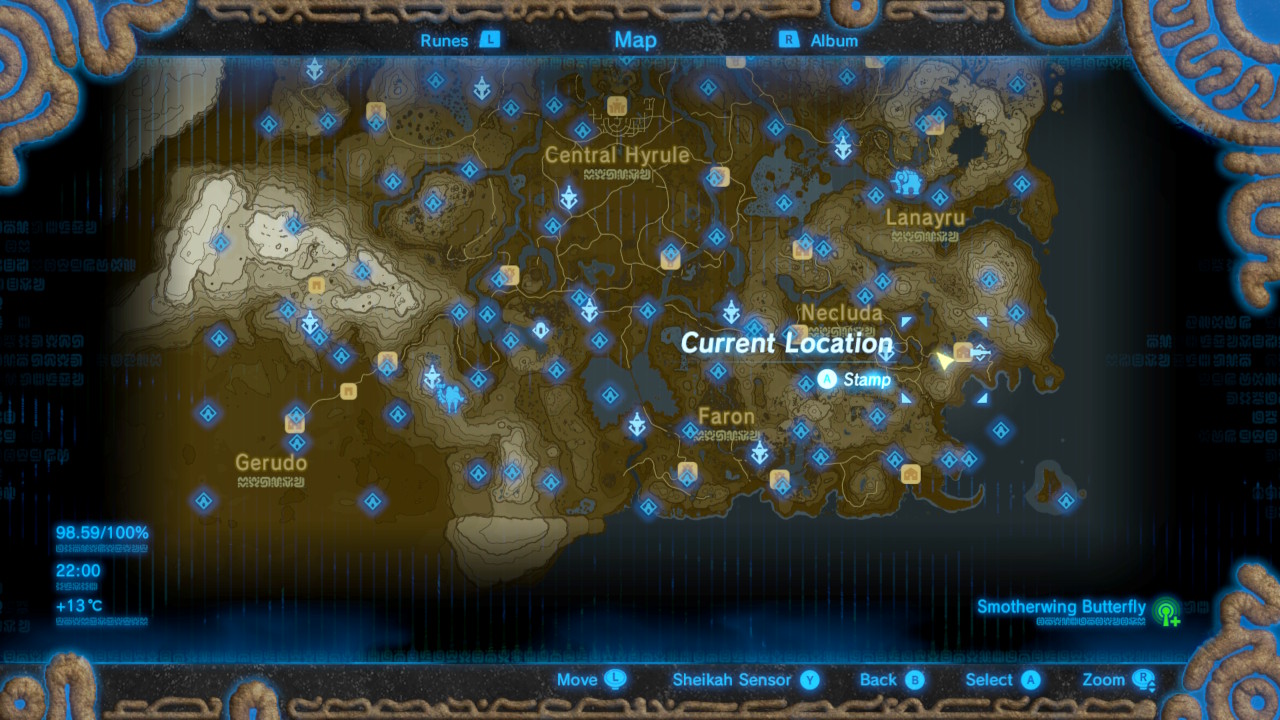 Runes L
Map
R Album
Central Hyrule
Lanayru
Necluda
Current Location
A Stamp
Faron
Gerudo
98.59/100%
22:00
+13°C
Smotherwing Butterfly
Move L
Sheikah Sensor Y
Back B
Select A
Zoom R